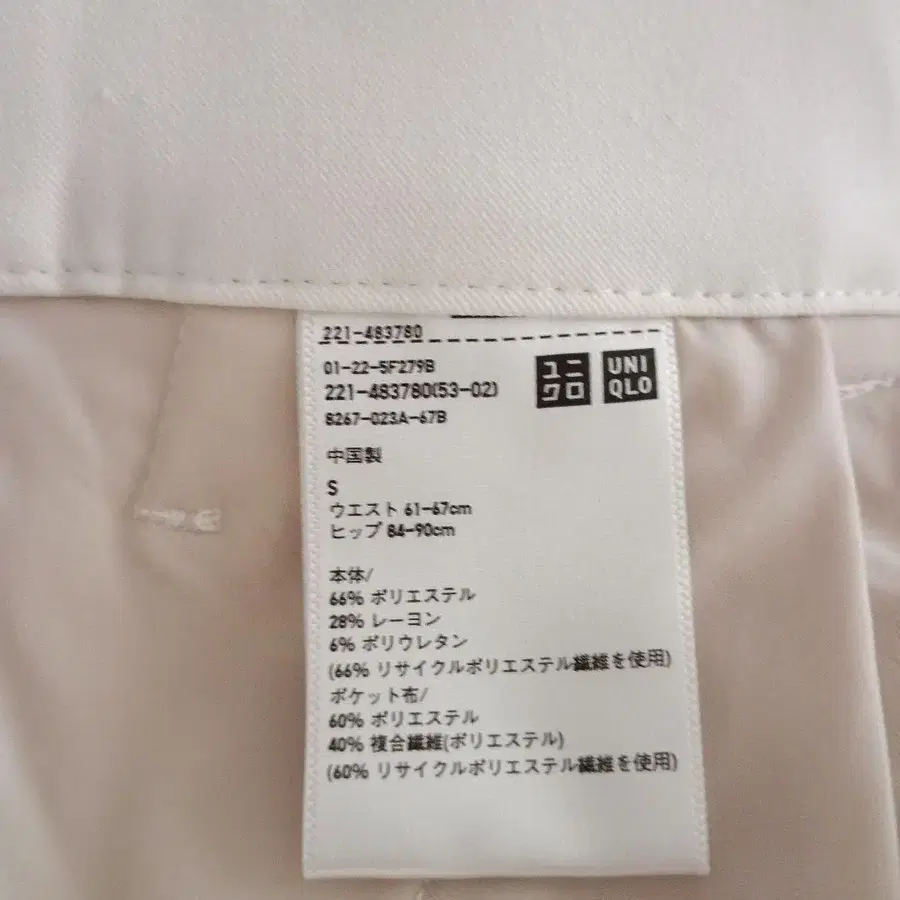 221-483780
01-22-5F279B
221-483780(53-02)
8267-023A-67B
ユニ
クロ
UNI
QLO
中国製
S
ウエスト 61-67cm
ヒップ 84-90cm
本体/
66% ポリエステル
28% レーヨン
6% ポリウレタン
(66% リサイクルポリエステル繊維を使用)
ポケット布/
60% ポリエステル
40% 複合繊維(ポリエステル)
(60% リサイクルポリエステル繊維を使用)